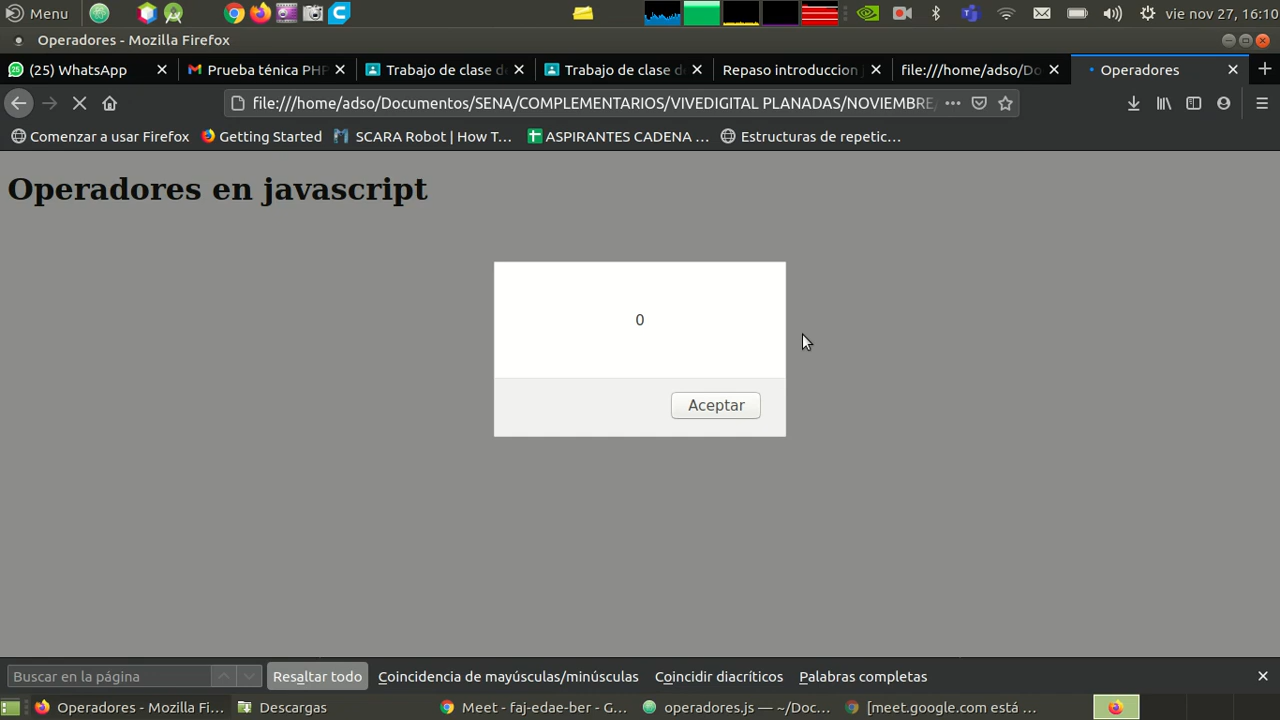 Menu
vie nov 27, 16:10
Operadores - Mozilla Firefox
(25) WhatsApp
Prueba ténica PHP
Trabajo de clase de
Trabajo de clase de
Repaso introduccion
file:///home/adso/Do
Operadores
file:///home/adso/Documentos/SENA/COMPLEMENTARIOS/VIVEDIGITAL PLANADAS/NOVIEMBRE/
Comenzar a usar Firefox
Getting Started
SCARA Robot | How T...
ASPIRANTES CADENA ...
Estructuras de repetic...
Operadores en javascript
0
Aceptar
Buscar en la página
Resaltar todo
Coincidencia de mayúsculas/minúsculas
Coincidir diacríticos
Palabras completas
Operadores - Mozilla Fi...
Descargas
Meet - faj-edae-ber - G...
operadores.js — ~/Doc...
[meet.google.com está ...